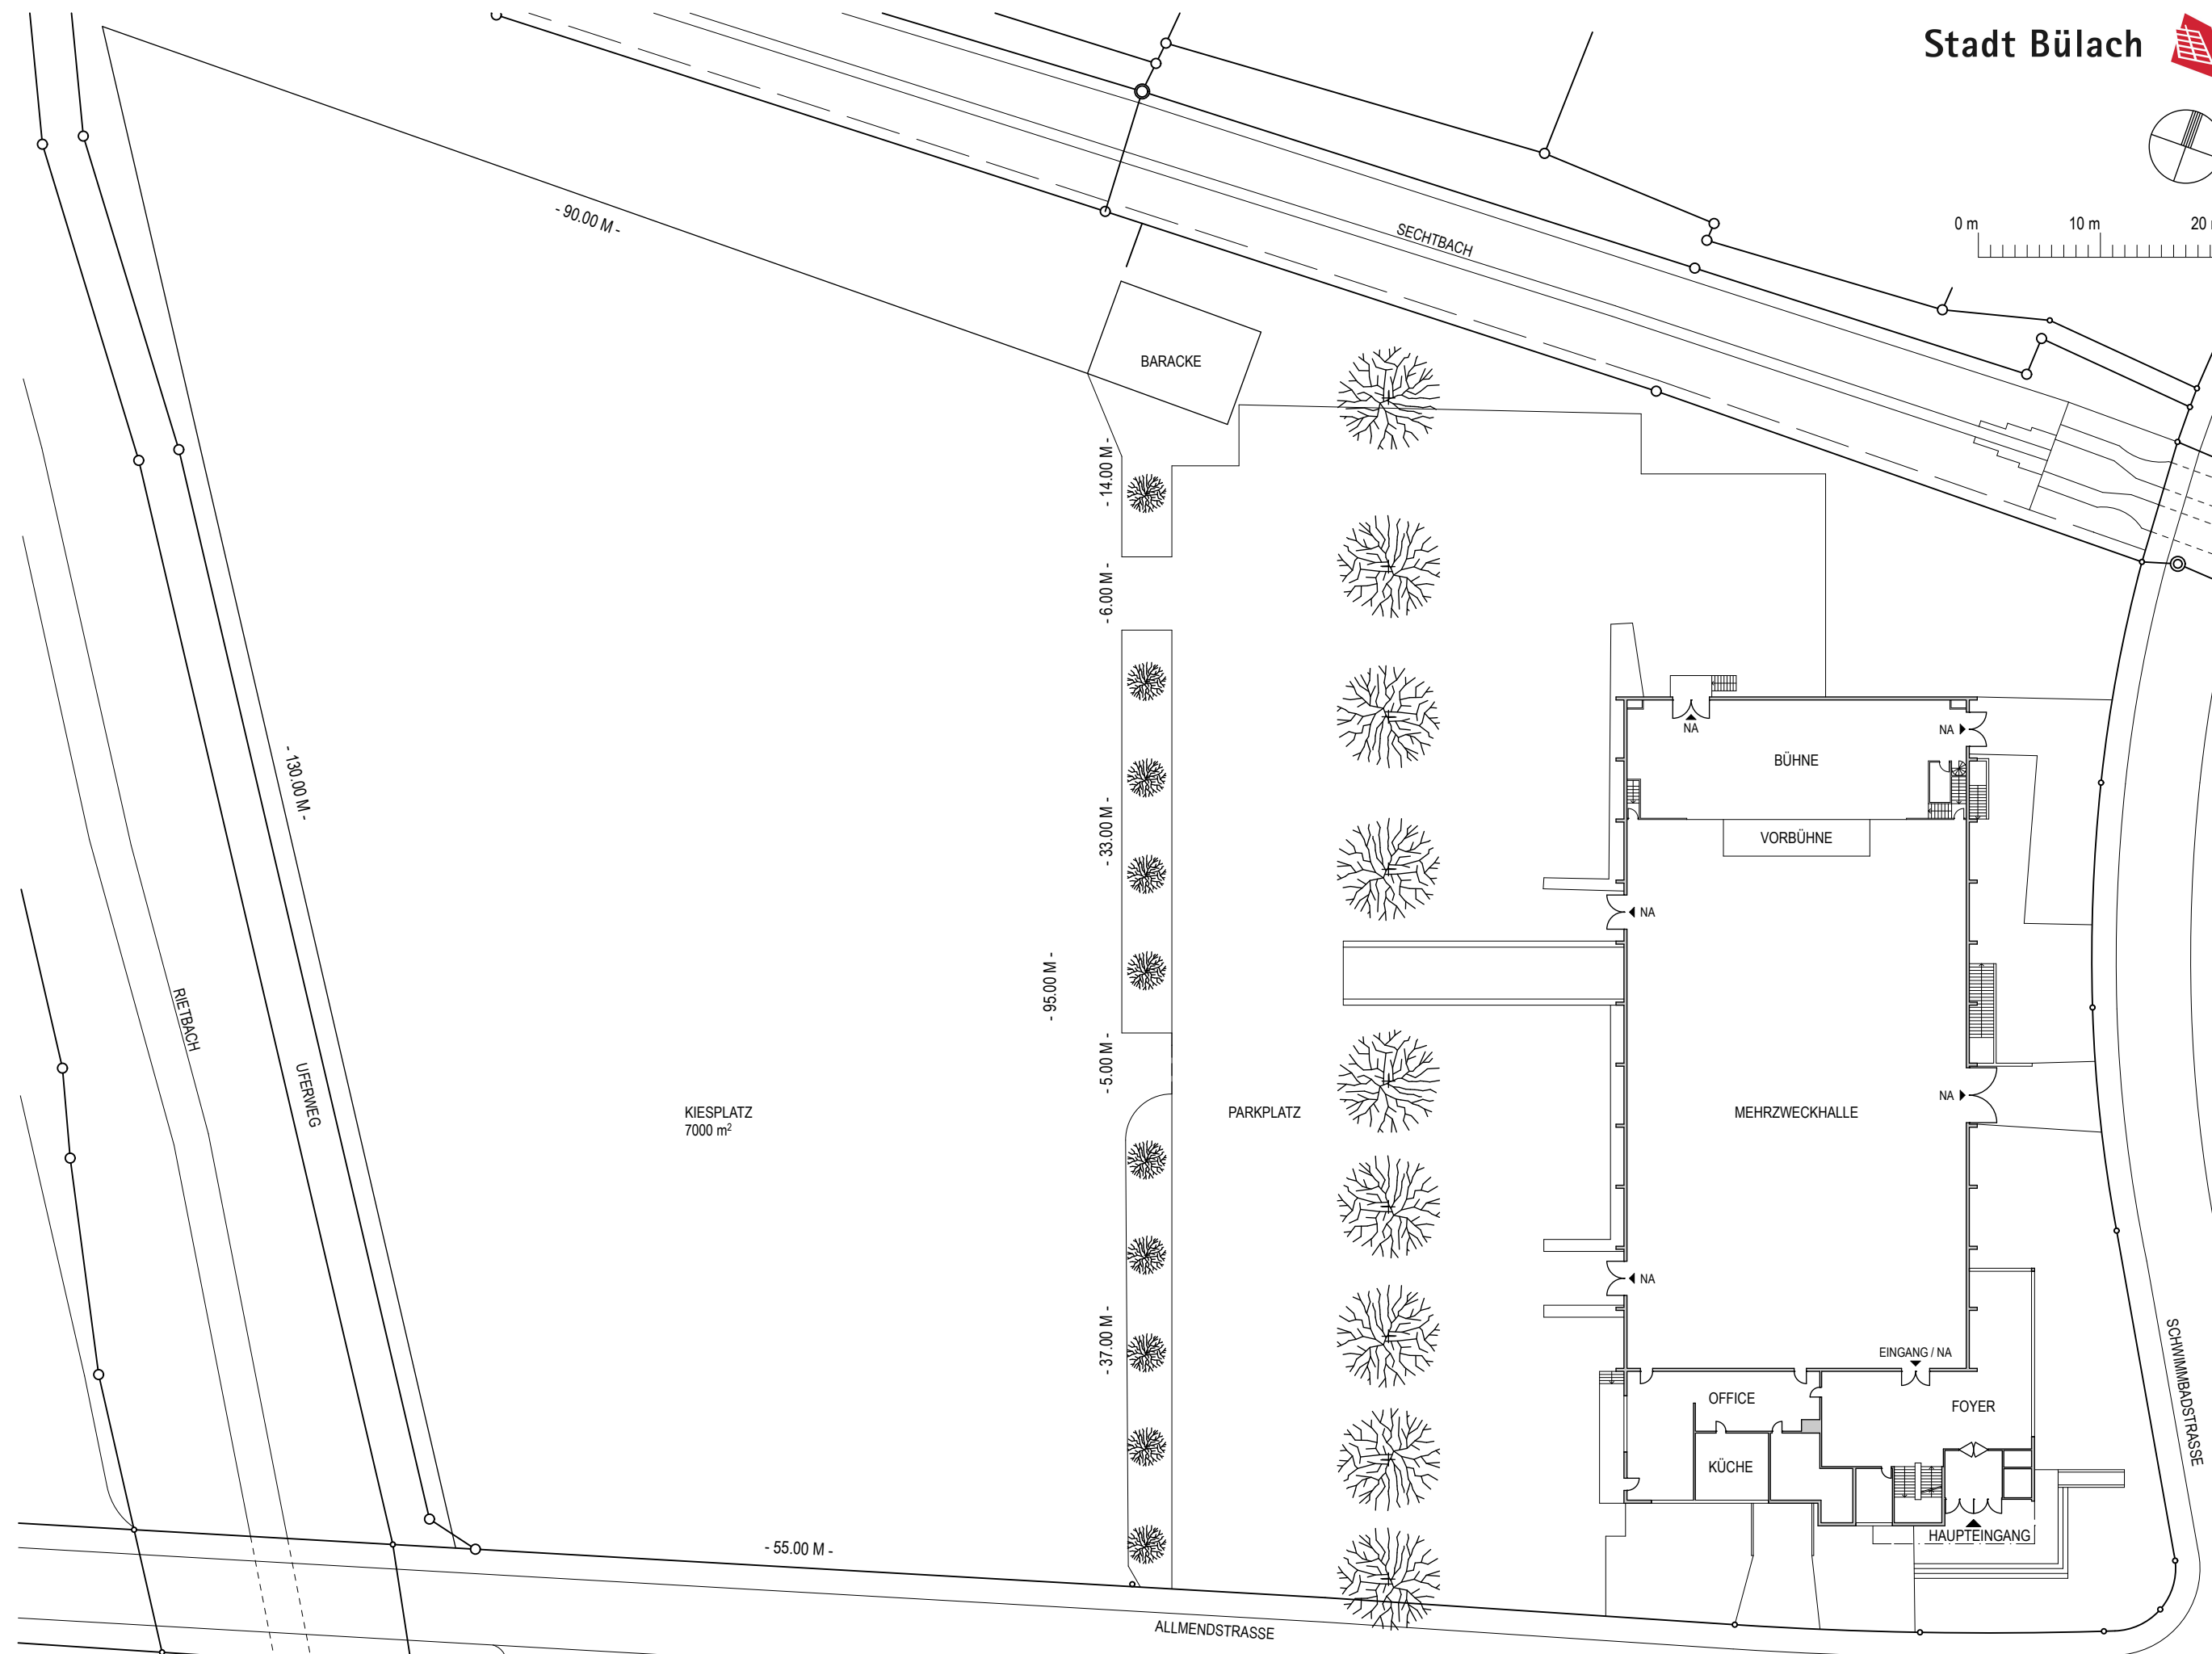 Stadt Bülach
- 90.00 M -
SECHTBACH
0 m
10 m
20
BARACKE
- 14.00 M -
- 6.00 M -
- 130.00 M -
- 33.00 M -
NA
NA
BÜHNE
VORBÜHNE
NA
- 95.00 M -
RIETBACH
UFERWEG
- 5.00 M -
KIESPLATZ
7000 m²
PARKPLATZ
MEHRZWECKHALLE
NA
NA
- 37.00 M -
EINGANG / NA
OFFICE
FOYER
SCHWIMMBADSTRASSE
KÜCHE
HAUPTEINGANG
- 55.00 M -
ALLMENDSTRASSE